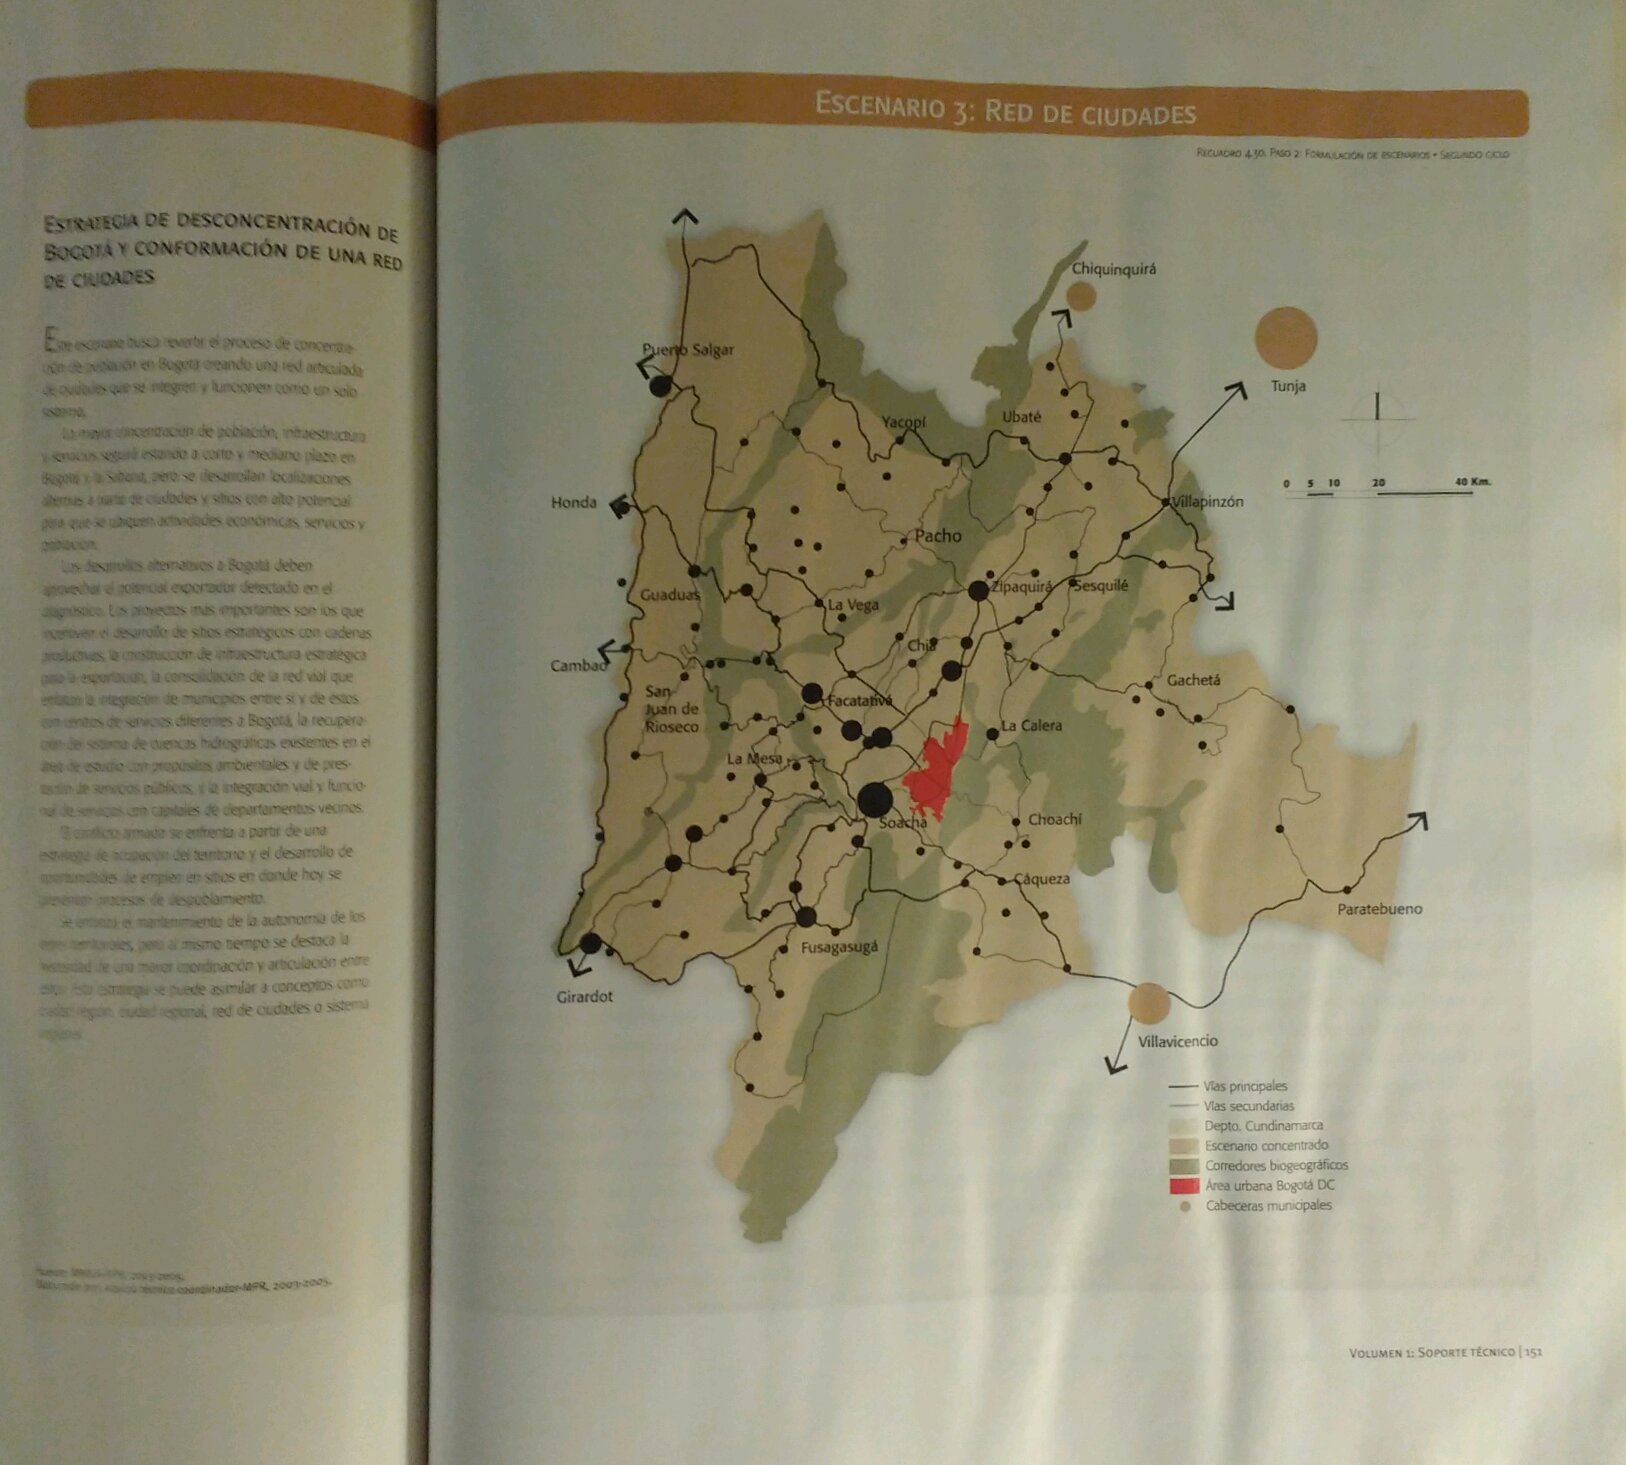 ESTRATEGIA DE DESCONCENTRACIÓN DE
BOGOTÁ Y CONFORMACIÓN DE UNA RED
DE CIUDADES
Este escenario busca revertir el proceso de concentra-
ción de población en Bogotá creando una red articulada
de ciudades que se integren y funcionen como un solo
sistema.
La mayor concentración de población, infraestructura
y servicios seguirá estando a corto y mediano plazo en
Bogotá y la Sabana, pero se desarrollan localizaciones
alternas a partir de ciudades y sitios con alto potencial
para que se ubiquen actividades económicas, servicios y
población.
Los desarrollos alternativos a Bogotá deben
aprovechar el potencial exportador detectado en el
diagnóstico. Los proyectos más importantes son los que
incentiven el desarrollo de sitios estratégicos con cadenas
productivas, la construcción de infraestructura estratégica
para la exportación, la consolidación de la red vial que
la integración de municipios entre sí y de éstos
con centros de servicios diferentes a Bogotá, la recupera-
ción de sistema de cuencas hidrográficas existentes en el
área de estudio con propósitos ambientales y de pres-
tación de servicios públicos, y la integración vial y funcio-
nal de servicios con capitales de departamentos vecinos.
El conflicto armado se enfrenta a partir de una
estrategia de ocupación del territorio y el desarrollo de
oportunidades de empleo en sitios en donde hoy se
presentan procesos de despoblamiento.
Se enfatiza el mantenimiento de la autonomía de los
entes territoriales, pero al mismo tiempo se destaca la
necesidad de una mayor coordinación y articulación entre
ellos. Esta estrategia se puede asimilar a conceptos como
ciudad región, ciudad regional, red de ciudades o sistema
técnico coordinador-MPR, 2003-2005.
ESCENARIO 3: RED DE CIUDADES
RECUADRO 4.30. PASO 2: FORMULACIÓN DE ESCENARIOS • SEGUNDO CICLO
Chiquinquirá
Puerto Salgar
Tunja
Yacopí
Ubaté
0 5 10 20 40 Km.
Honda
Villapinzón
Pacho
Guaduas
Zipaquirá
Sesquilé
La Vega
Chía
Cambao
Gachetá
San
Juan de
Rioseco
Facatativá
La Calera
La Mesa
Soacha
Choachí
Cáqueza
Paratebueno
Fusagasugá
Girardot
Villavicencio
Vías principales
Vías secundarias
Depto. Cundinamarca
Escenario concentrado
Corredores biogeográficos
Área urbana Bogotá DC
Cabeceras municipales
VOLUMEN 1: SOPORTE TÉCNICO | 151